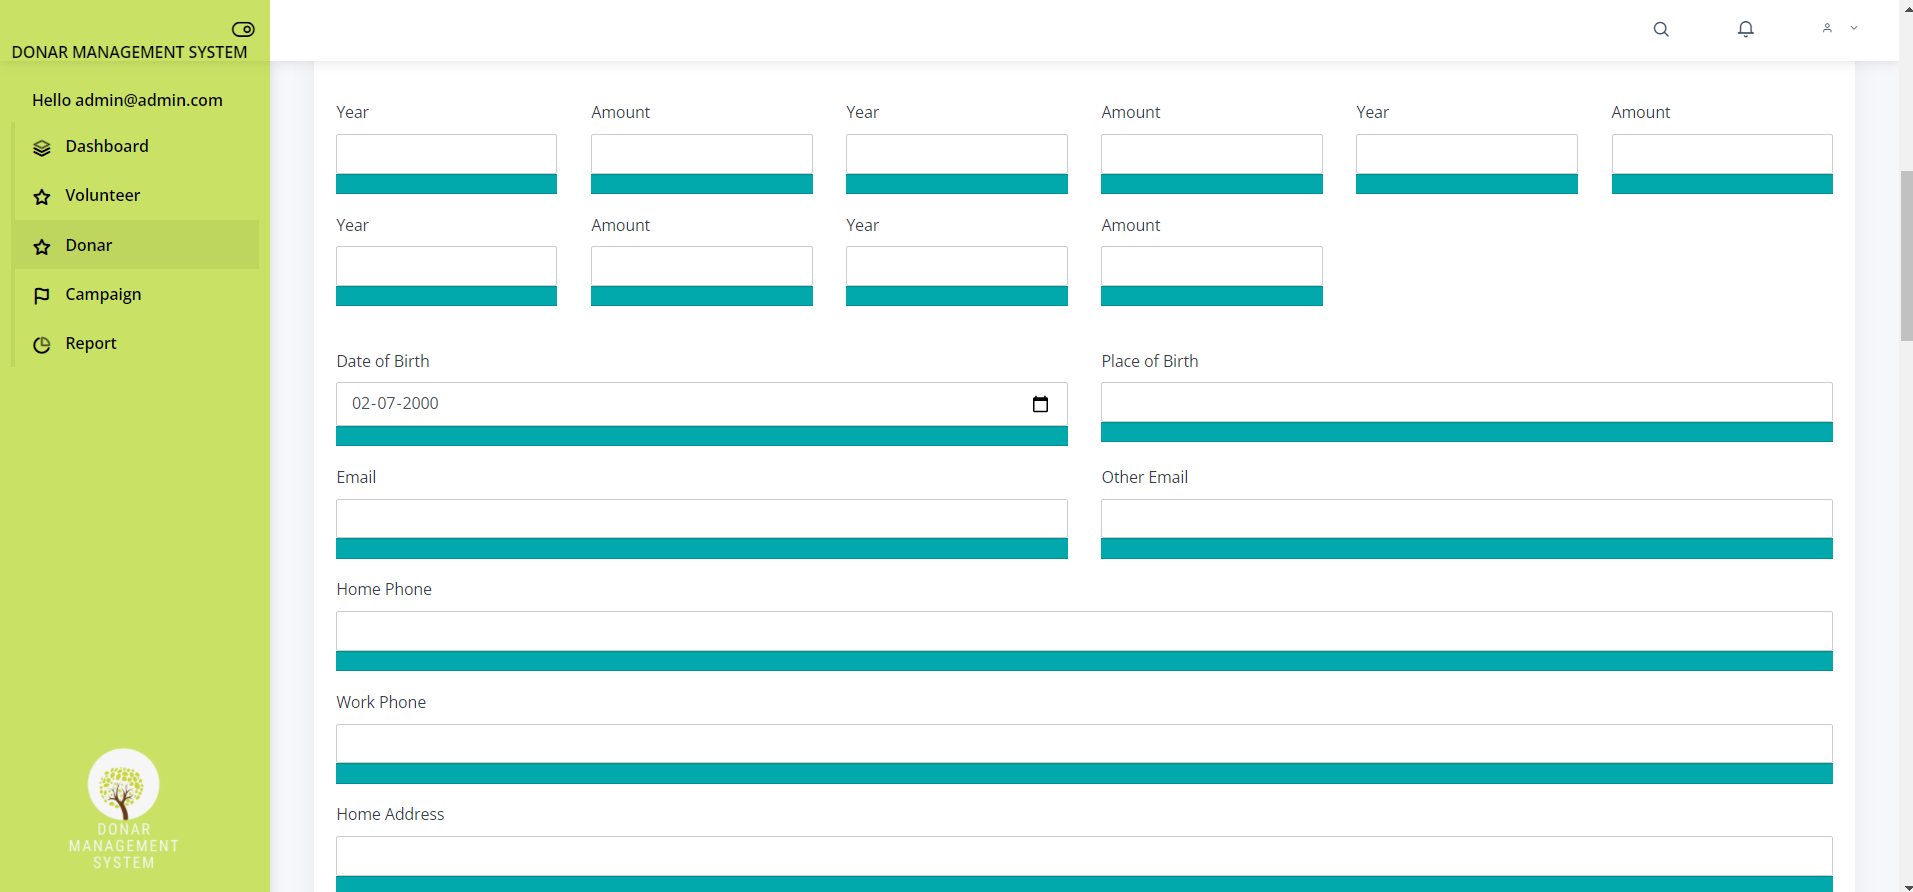 DONAR MANAGEMENT SYSTEM
Hello admin@admin.com
Dashboard
Volunteer
Donar
Campaign
Report
DONAR
MANAGEMENT
SYSTEM
Year Amount Year Amount Year Amount
Year Amount Year Amount
Date of Birth Place of Birth
02-07-2000
Email Other Email
Home Phone
Work Phone
Home Address